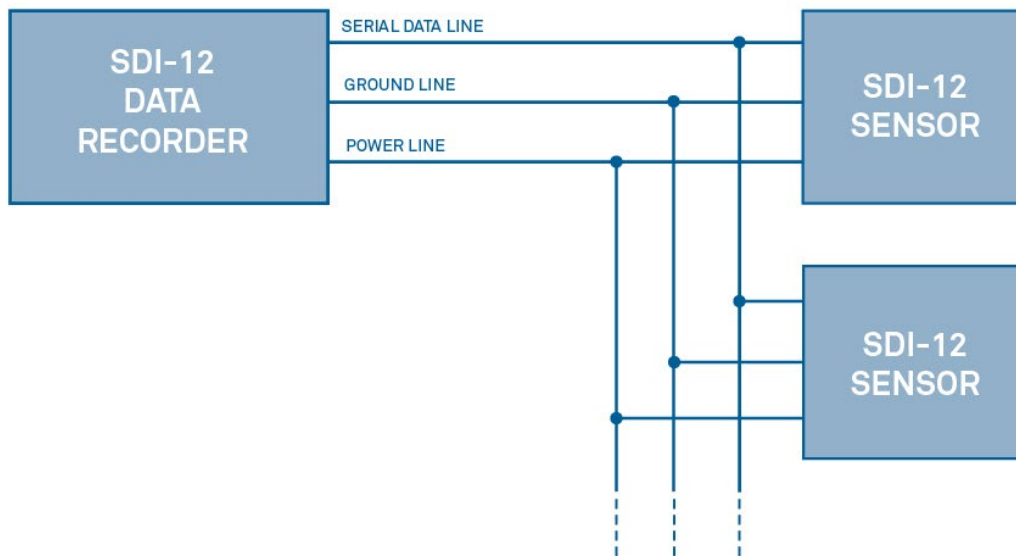 SDI-12
DATA
RECORDER
SERIAL DATA LINE
GROUND LINE
POWER LINE
SDI-12
SENSOR
SDI-12
SENSOR